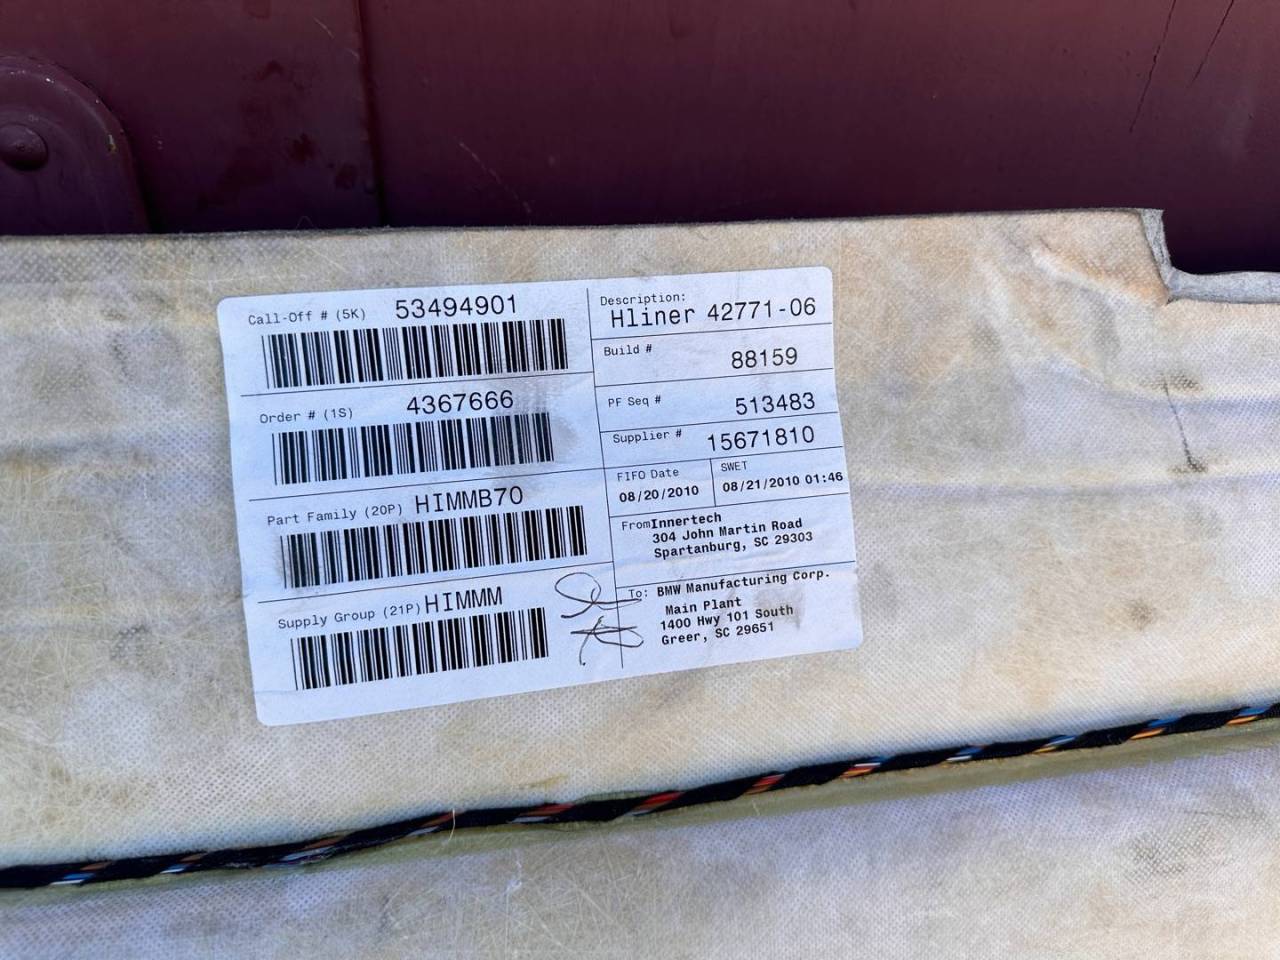 Call-Off # (5K) 53494901
Order # (1S) 4367666
Part Family (20P) HIMMB70
Supply Group (21P) HIMMM
Description:
Hliner 42771-06
Build # 88159
PF Seq # 513483
Supplier # 15671810
FIFO Date
08/20/2010
SWET
08/21/2010 01:46
From Innertech
304 John Martin Road
Spartanburg, SC 29303
To: BMW Manufacturing Corp.
Main Plant
1400 Hwy 101 South
Greer, SC 29651